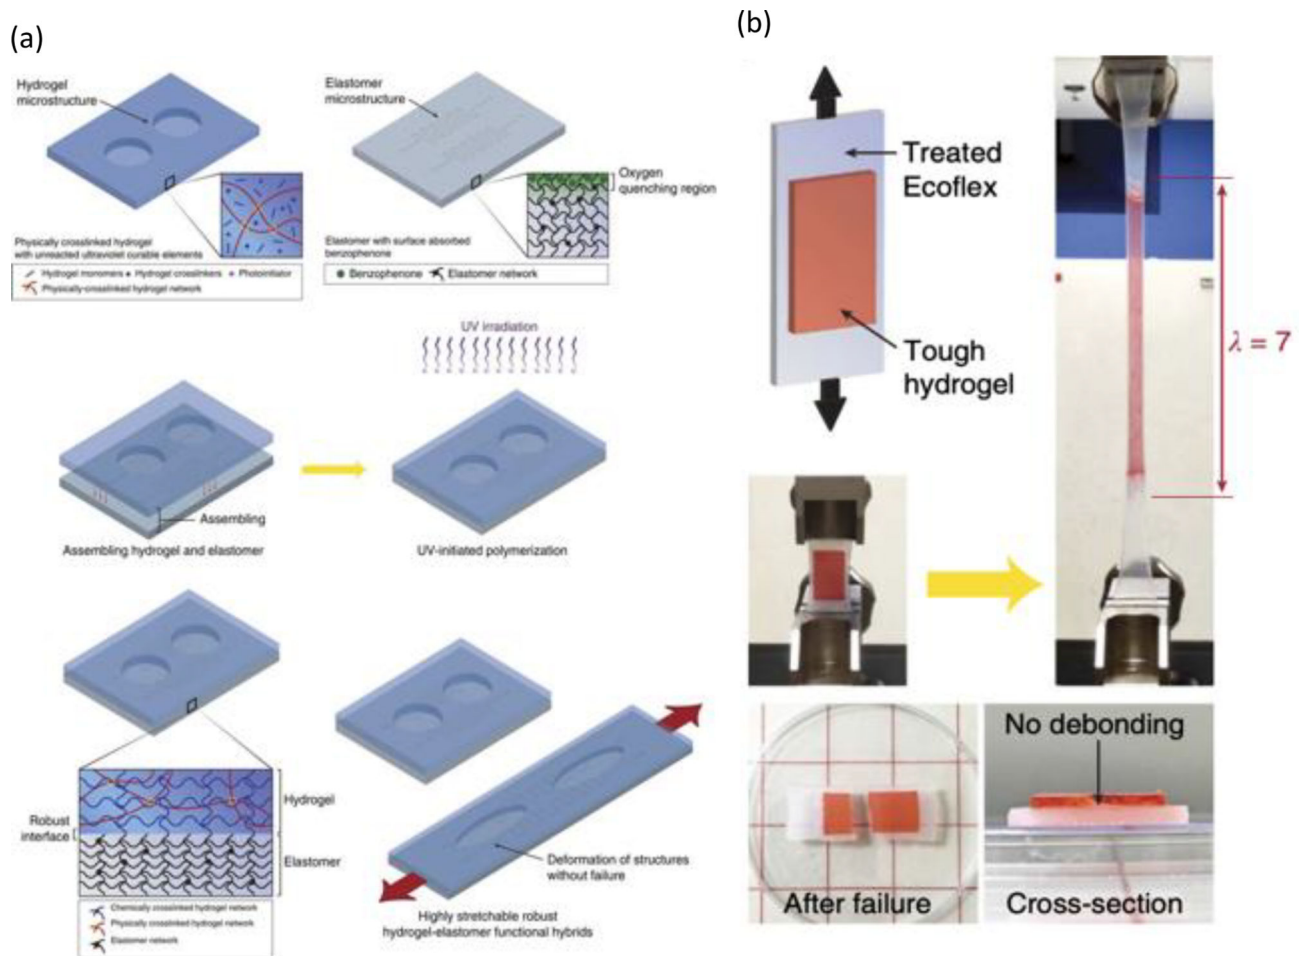 (a)
Hydrogel
microstructure
Elastomer
microstructure
Oxygen
quenching region
Physically crosslinked hydrogel
with unreacted ultraviolet curable elements
Elastomer with surface absorbed
benzophenone
Hydrogel monomers Hydrogel crosslinkers Photoinitiator
Physically-crosslinked hydrogel network
Benzophenone Elastomer network
UV irradiation
Assembling
Assembling hydrogel and elastomer
UV-initiated polymerization
Robust
interface
Hydrogel
Elastomer
Chemically crosslinked hydrogel network
Physically crosslinked hydrogel network
Elastomer network
Deformation of structures
without failure
Highly stretchable robust
hydrogel-elastomer functional hybrids
(b)
Treated
Ecoflex
Tough
hydrogel
λ = 7
After failure
No debonding
Cross-section